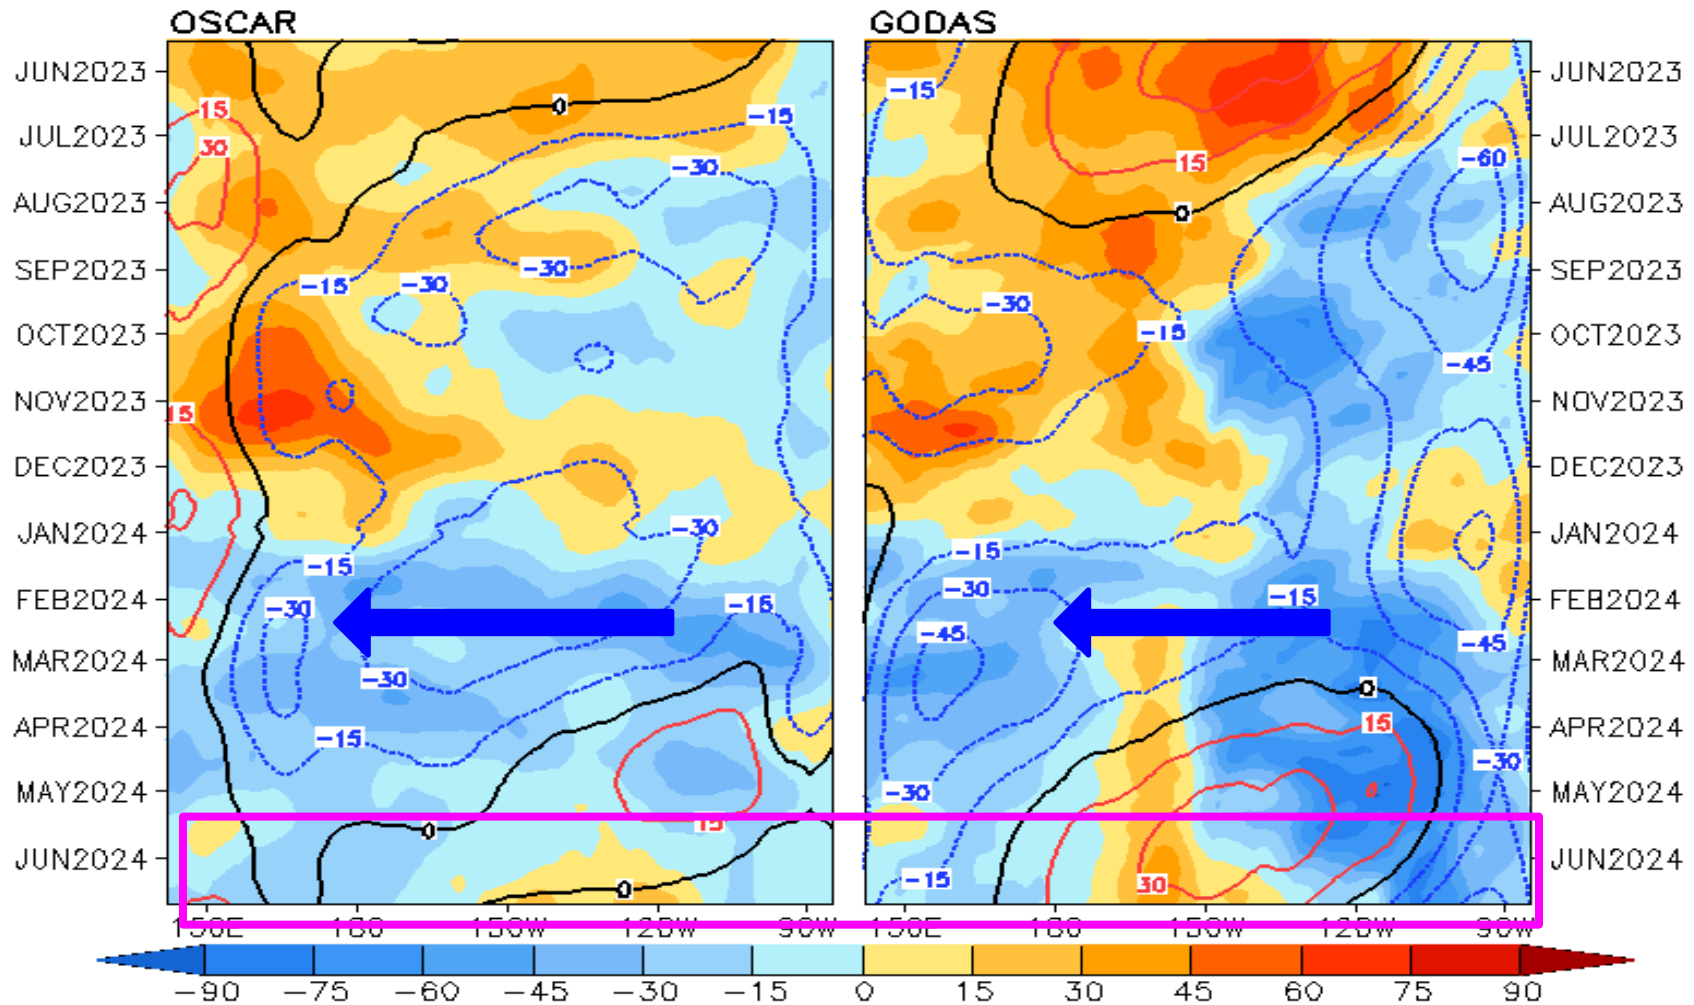 OSCAR GODAS
JUN2023 JUN2023
-15
15 -15
JUL2023 0 JUL2023
30 -30 15 -60
AUG2023 0 AUG2023
SEP2023 -30 SEP2023
-15 -30 -30
OCT2023 -15 OCT2023
-45
NOV2023 NOV2023
15
DEC2023 DEC2023
JAN2024 -30 JAN2024
-15 -15
FEB2024 -30 -15 -30 -15 FEB2024
-45 -45
MAR2024 -30 0 MAR2024
APR2024 -15 15 APR2024
-30
MAY2024 -30 MAY2024
0 15
JUN2024 0 -15 30 JUN2024
150E 180 150W 120W 90W 150E 180 150W 120W 90W
-90 -75 -60 -45 -30 -15 0 15 30 45 60 75 90